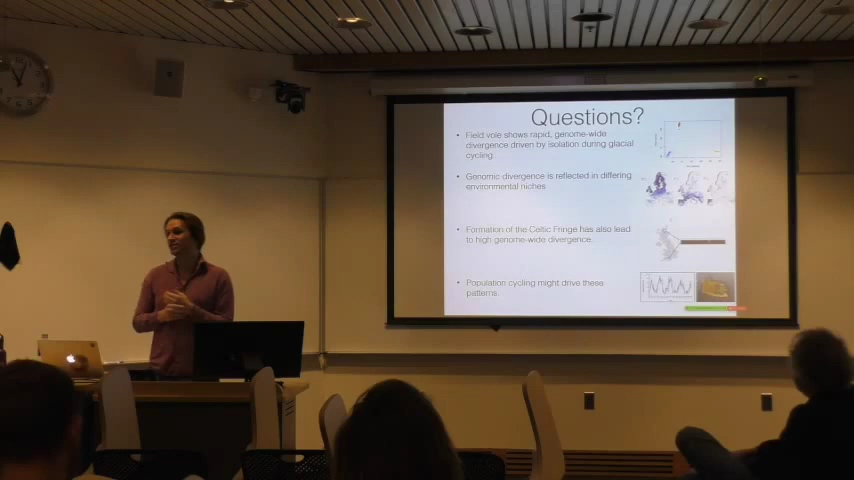 Questions?
• Field vole shows rapid, genome-wide
divergence driven by isolation during glacial
cycling.
• Genomic divergence is reflected in differing
environmental niches
• Formation of the Celtic Fringe has also lead
to high genome-wide divergence.
• Population cycling might drive these
patterns.